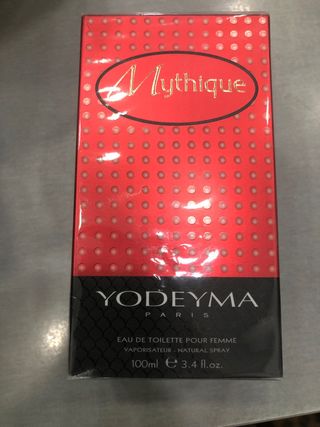 Mythique
YODEYMA
PARIS
EAU DE TOILETTE POUR FEMME
VAPORISATEUR - NATURAL SPRAY
100ml ℮ 3.4 fl.oz.